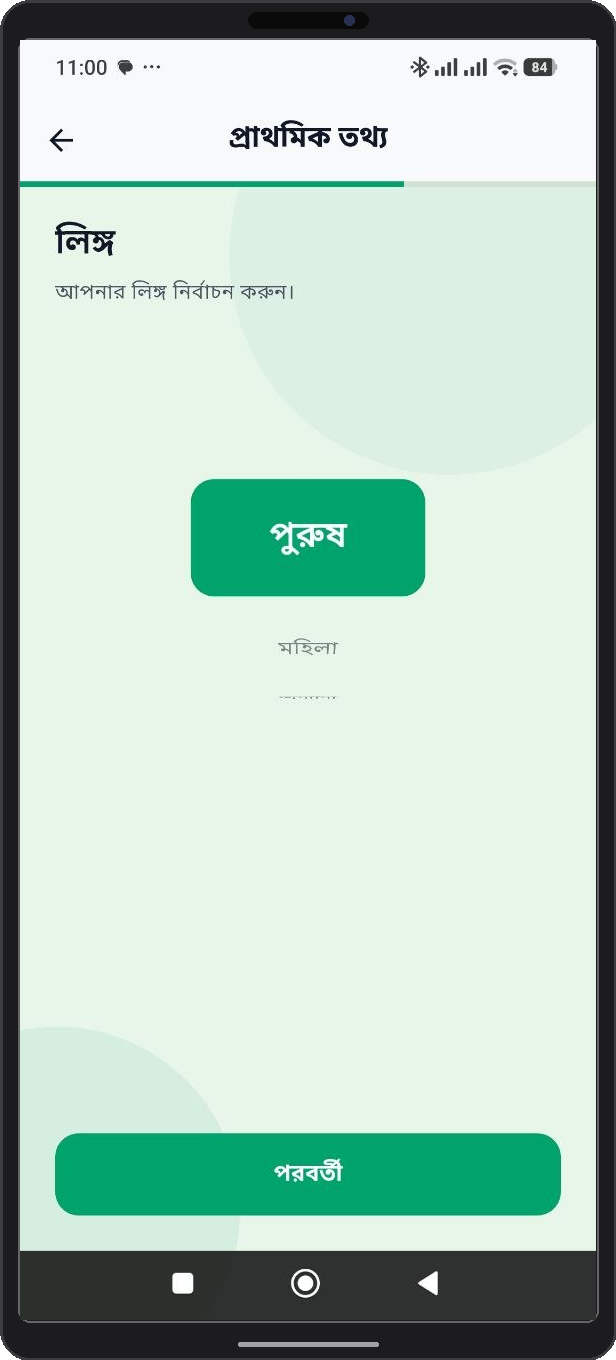 11:00
84
প্রাথমিক তথ্য
লিঙ্গ
আপনার লিঙ্গ নির্বাচন করুন।
পুরুষ
মহিলা
পরবর্তী